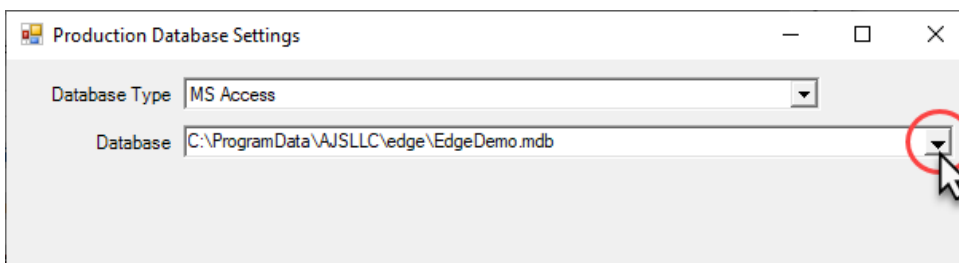 Production Database Settings
Database Type MS Access
Database C:\ProgramData\AJSLLC\edge\EdgeDemo.mdb